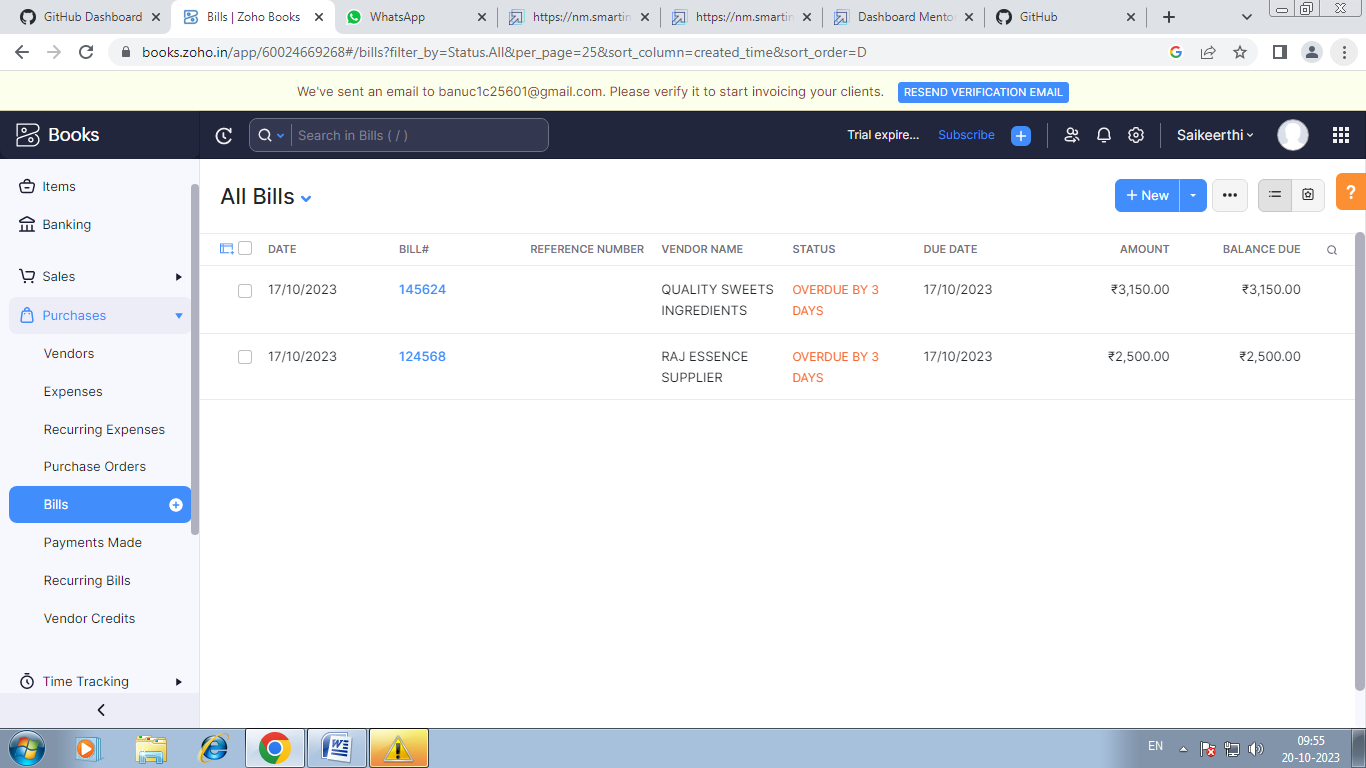 GitHub Dashboard
Bills | Zoho Books
WhatsApp
https://nm.smartin
https://nm.smartin
Dashboard Mento
GitHub
books.zoho.in/app/60024669268#/bills?filter_by=Status.All&per_page=25&sort_column=created_time&sort_order=D
We've sent an email to banuc1c25601@gmail.com. Please verify it to start invoicing your clients. RESEND VERIFICATION EMAIL
Books
Search in Bills ( / )
Trial expire...
Subscribe
Saikeerthi
Items
Banking
Sales
Purchases
Vendors
Expenses
Recurring Expenses
Purchase Orders
Bills
Payments Made
Recurring Bills
Vendor Credits
Time Tracking
All Bills
+ New
?
DATE BILL# REFERENCE NUMBER VENDOR NAME STATUS DUE DATE AMOUNT BALANCE DUE
17/10/2023 145624 QUALITY SWEETS OVERDUE BY 3 17/10/2023 ₹3,150.00 ₹3,150.00
INGREDIENTS DAYS
17/10/2023 124568 RAJ ESSENCE OVERDUE BY 3 17/10/2023 ₹2,500.00 ₹2,500.00
SUPPLIER DAYS
EN
09:55
20-10-2023